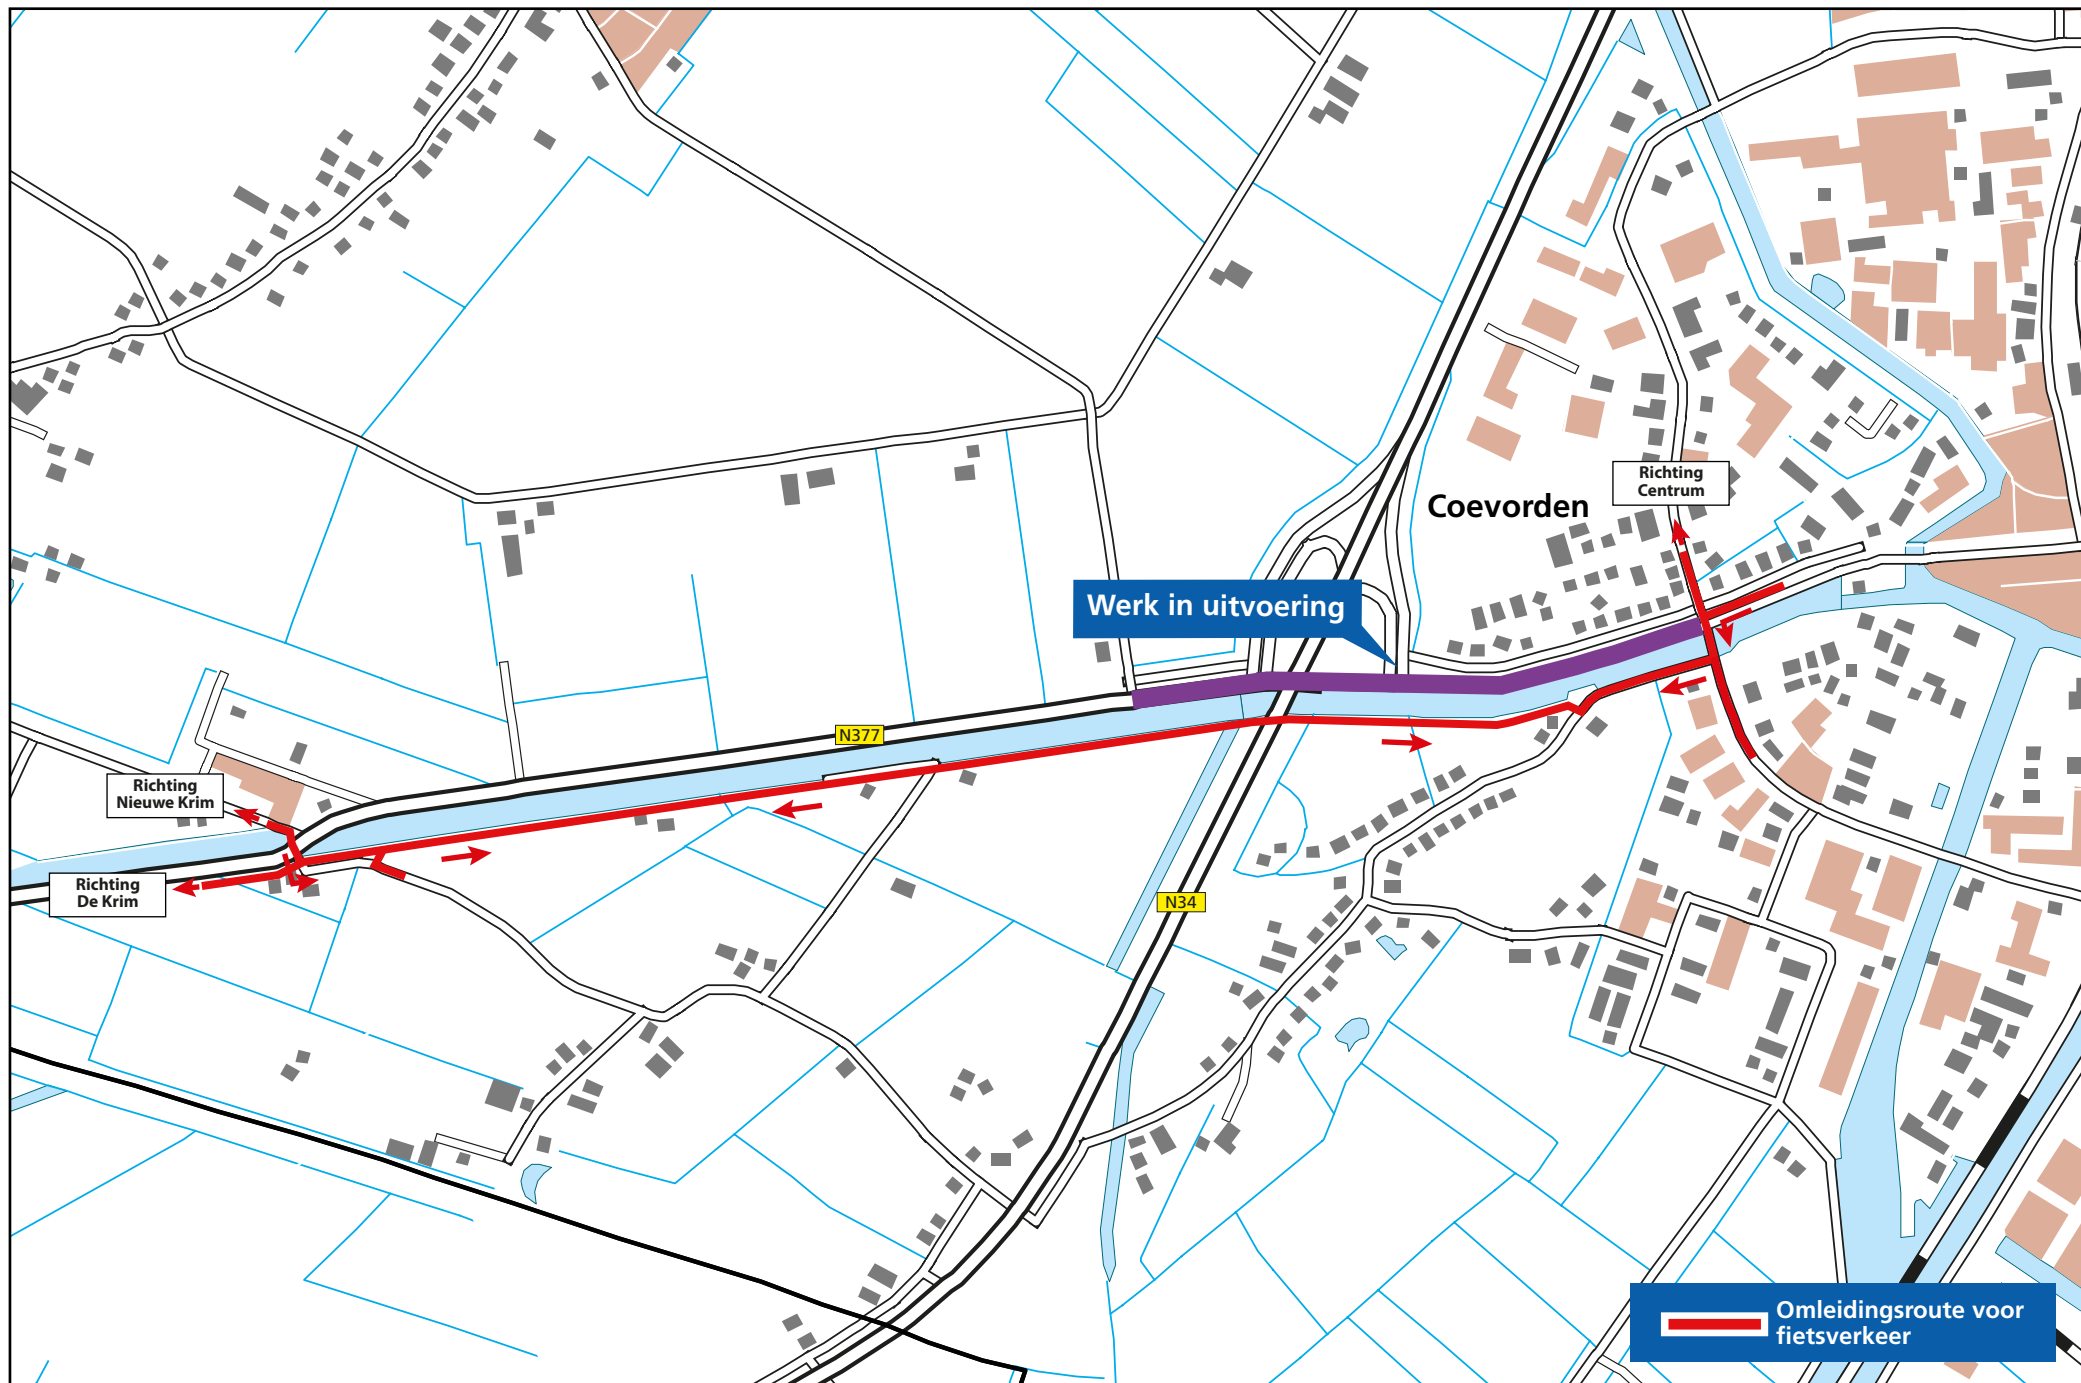 Richting
Centrum
Coevorden
Werk in uitvoering
N377
Richting
Nieuwe Krim
Richting
De Krim
N34
Omleidingsroute voor
fietsverkeer